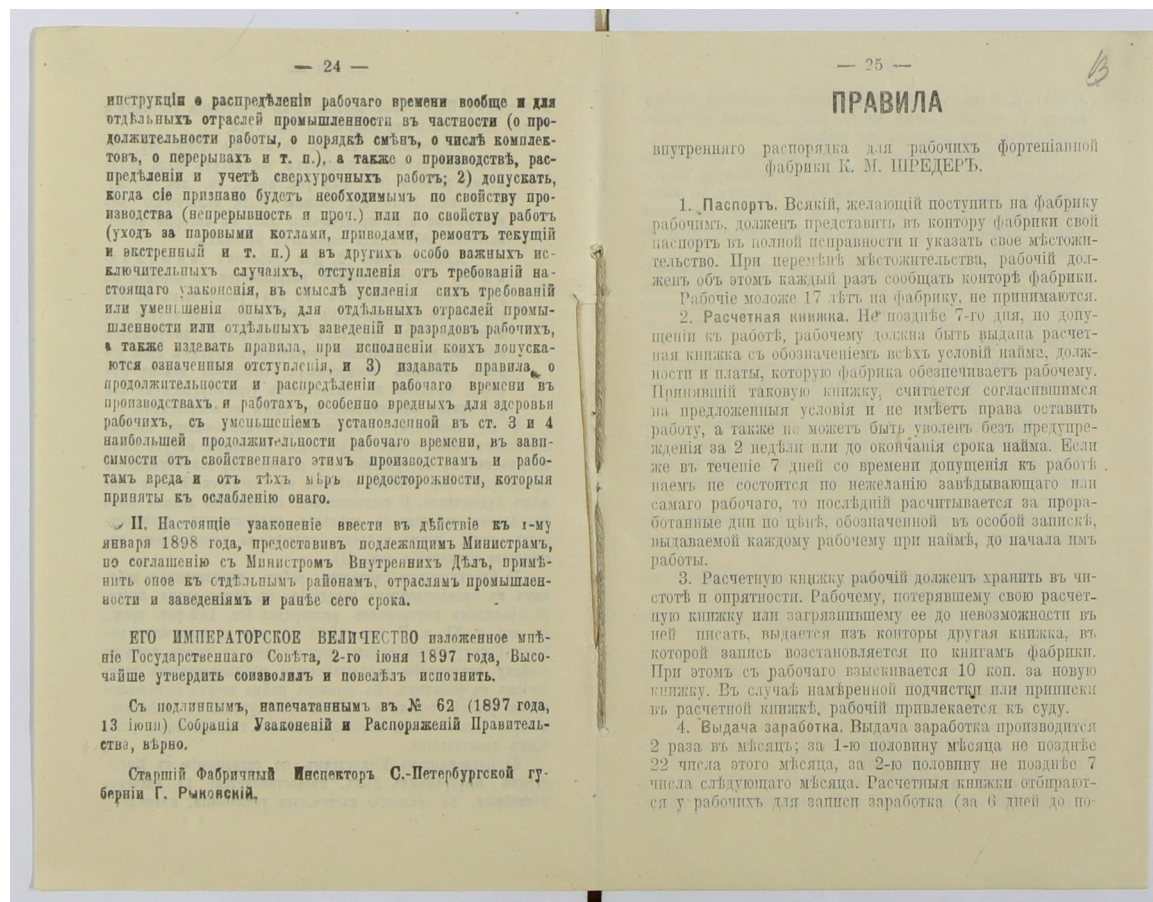 — 24 —
инструкціи о распредѣленіи рабочаго времени вообще и для
отдѣльныхъ отраслей промышленности въ частности (о про-
должительности работы, о порядкѣ смѣнъ, о числѣ комплек-
товъ, о перерывахъ и т. п.), а также о производствѣ, рас-
предѣленіи и учетѣ сверхурочныхъ работъ; 2) допускать,
когда сіе признано будетъ необходимымъ по свойству про-
изводства (непрерывность и проч.) или по свойству работъ
(уходъ за паровыми котлами, приводами, ремонтъ текущій
и экстренный и т. п.) и въ другихъ особо важныхъ ис-
ключительныхъ случаяхъ, отступленія отъ требованій на-
стоящаго узаконенія, въ смыслѣ усиленія сихъ требованій
или уменьшенія оныхъ, для отдѣльныхъ отраслей промы-
шленности или отдѣльныхъ заведеній и разрядовъ рабочихъ,
а также издавать правила, при исполненіи коихъ допуска-
ются означенныя отступленія, и 3) издавать правила о
продолжительности и распредѣленіи рабочаго времени въ
производствахъ и работахъ, особенно вредныхъ для здоровья
рабочихъ, съ уменьшеніемъ установленной въ ст. 3 и 4
наибольшей продолжительности рабочаго времени, въ зави-
симости отъ свойственнаго этимъ производствамъ и рабо-
тамъ вреда и отъ тѣхъ мѣръ предосторожности, которыя
приняты къ ослабленію онаго.
II. Настоящіе узаконеніе ввести въ дѣйствіе къ 1-му
января 1898 года, предоставивъ подлежащимъ Министрамъ,
по соглашенію съ Министромъ Внутреннихъ Дѣлъ, примѣ-
нить оное къ отдѣльнымъ районамъ, отраслямъ промышлен-
ности и заведеніямъ и ранѣе сего срока.
ЕГО ИМПЕРАТОРСКОЕ ВЕЛИЧЕСТВО изложенное мнѣ-
ніе Государственнаго Совѣта, 2-го іюня 1897 года, Высо-
чайше утвердить соизволилъ и повелѣлъ исполнить.
Съ подлиннымъ, напечатаннымъ въ № 62 (1897 года,
13 іюня) Собранія Узаконеній и Распоряженій Правитель-
ства, вѣрно.
Старшій Фабричный Инспекторъ С.-Петербургской гу-
берніи Г. Рыковскій.
— 25 —
ПРАВИЛА
внутренняго распорядка для рабочихъ фортепіанной
фабрики К. М. ШРЕДЕРЪ.
1. Паспортъ. Всякій, желающій поступить на фабрику
рабочимъ, долженъ представить въ контору фабрики свой
паспортъ въ полной исправности и указать свое мѣстожи-
тельство. При перемѣнѣ мѣстожительства, рабочій дол-
женъ объ этомъ каждый разъ сообщать конторѣ фабрики.
Рабочіе моложе 17 лѣтъ на фабрику, не принимаются.
2. Расчетная книжка. Не позднѣе 7-го дня, по допу-
щеніи къ работѣ, рабочему должна быть выдана расчет-
ная книжка съ обозначеніемъ всѣхъ условій найма, долж-
ности и платы, которую фабрика обезпечиваетъ рабочему.
Принявшій таковую книжку, считается согласившимся
на предложенныя условія и не имѣетъ права оставить
работу, а также не можетъ быть уволенъ безъ предупре-
жденія за 2 недѣли или до окончанія срока найма. Если
же въ теченіе 7 дней со времени допущенія къ работѣ
наемъ не состоится по нежеланію завѣдывающаго или
самаго рабочаго, то послѣдній расчитывается за прора-
ботанные дни по цѣнѣ, обозначенной въ особой запискѣ,
выдаваемой каждому рабочему при наймѣ, до начала имъ
работы.
3. Расчетную книжку рабочій долженъ хранить въ чи-
стотѣ и опрятности. Рабочему, потерявшему свою расчет-
ную книжку или загрязнившему ее до невозможности въ
ней писать, выдается изъ конторы другая книжка, въ
которой запись возстановляется по книгамъ фабрики.
При этомъ съ рабочаго взыскивается 10 коп. за новую
книжку. Въ случаѣ намѣренной подчистки или приписки
въ расчетной книжкѣ, рабочій привлекается къ суду.
4. Выдача заработка. Выдача заработка производится
2 раза въ мѣсяцъ; за 1-ю половину мѣсяца не позднѣе
22 числа этого мѣсяца, за 2-ю половину не позднѣе 7
числа слѣдующаго мѣсяца. Расчетныя книжки отбирают-
ся у рабочихъ для записи заработка (за 6 дней до по-